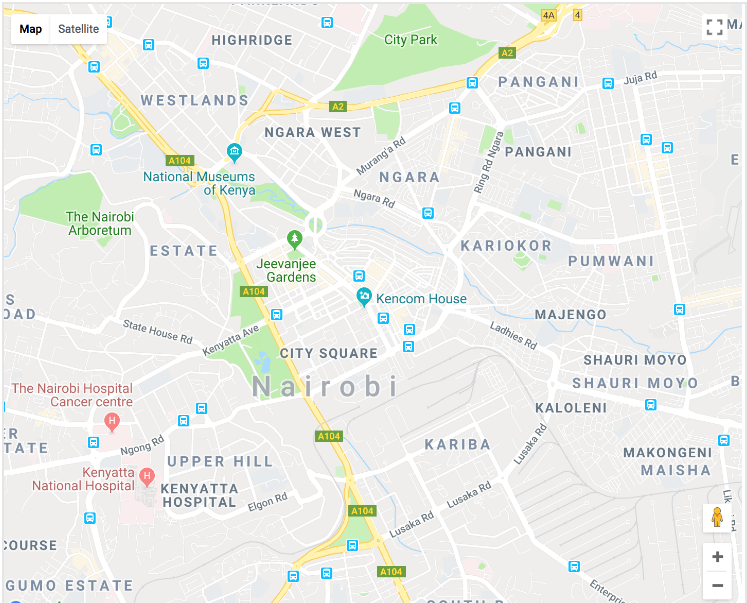 Map
Satellite
HIGHRIDGE
City Park
4A
4
A2
PANGANI
Juja Rd
WESTLANDS
A2
NGARA WEST
Murang'a Rd
Ring Rd Ngara
PANGANI
A104
National Museums
of Kenya
NGARA
Ngara Rd
The Nairobi
Arboretum
ESTATE
KARIOKOR
PUMWANI
Jeevanjee
Gardens
A104
Kencom House
MAJENGO
State House Rd
Kenyatta Ave
Ladhies Rd
CITY SQUARE
SHAURI MOYO
SHAURI MOYO
Nairobi
The Nairobi Hospital
Cancer centre
H
KALOLENI
A104
Ngong Rd
KARIBA
Lusaka Rd
MAKONGENI
MAISHA
UPPER HILL
Kenyatta
National Hospital
H
KENYATTA
HOSPITAL
Elgon Rd
Lusaka Rd
Lusaka Rd
A104
COURSE
A104
GUMO ESTATE
Enterpris